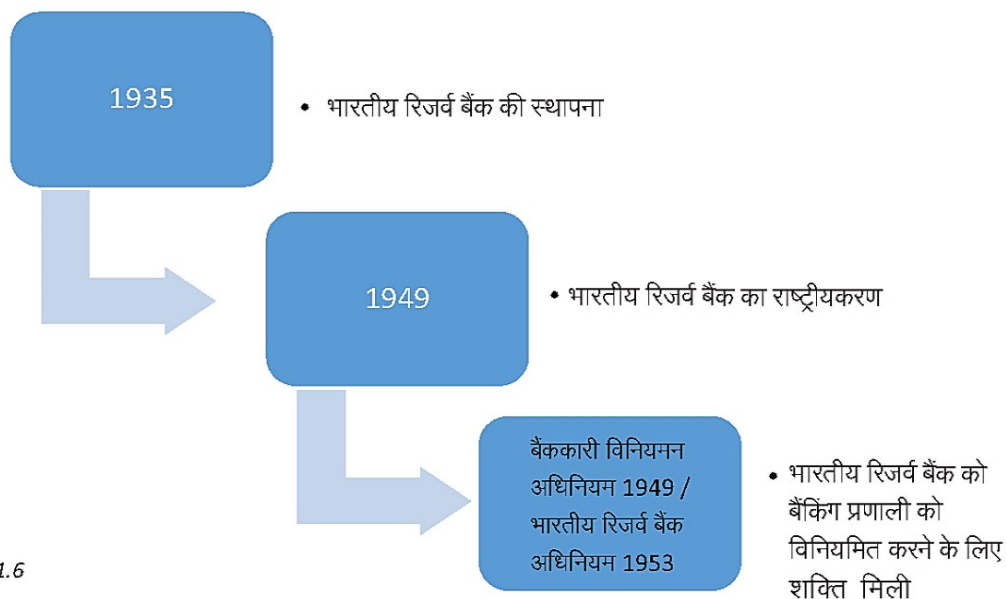 1935
• भारतीय रिजर्व बैंक की स्थापना
1949
• भारतीय रिजर्व बैंक का राष्ट्रीयकरण
बैंककारी विनियमन
अधिनियम 1949 /
भारतीय रिजर्व बैंक
अधिनियम 1953
• भारतीय रिजर्व बैंक को
बैंकिंग प्रणाली को
विनियमित करने के लिए
शक्ति मिली
1.6